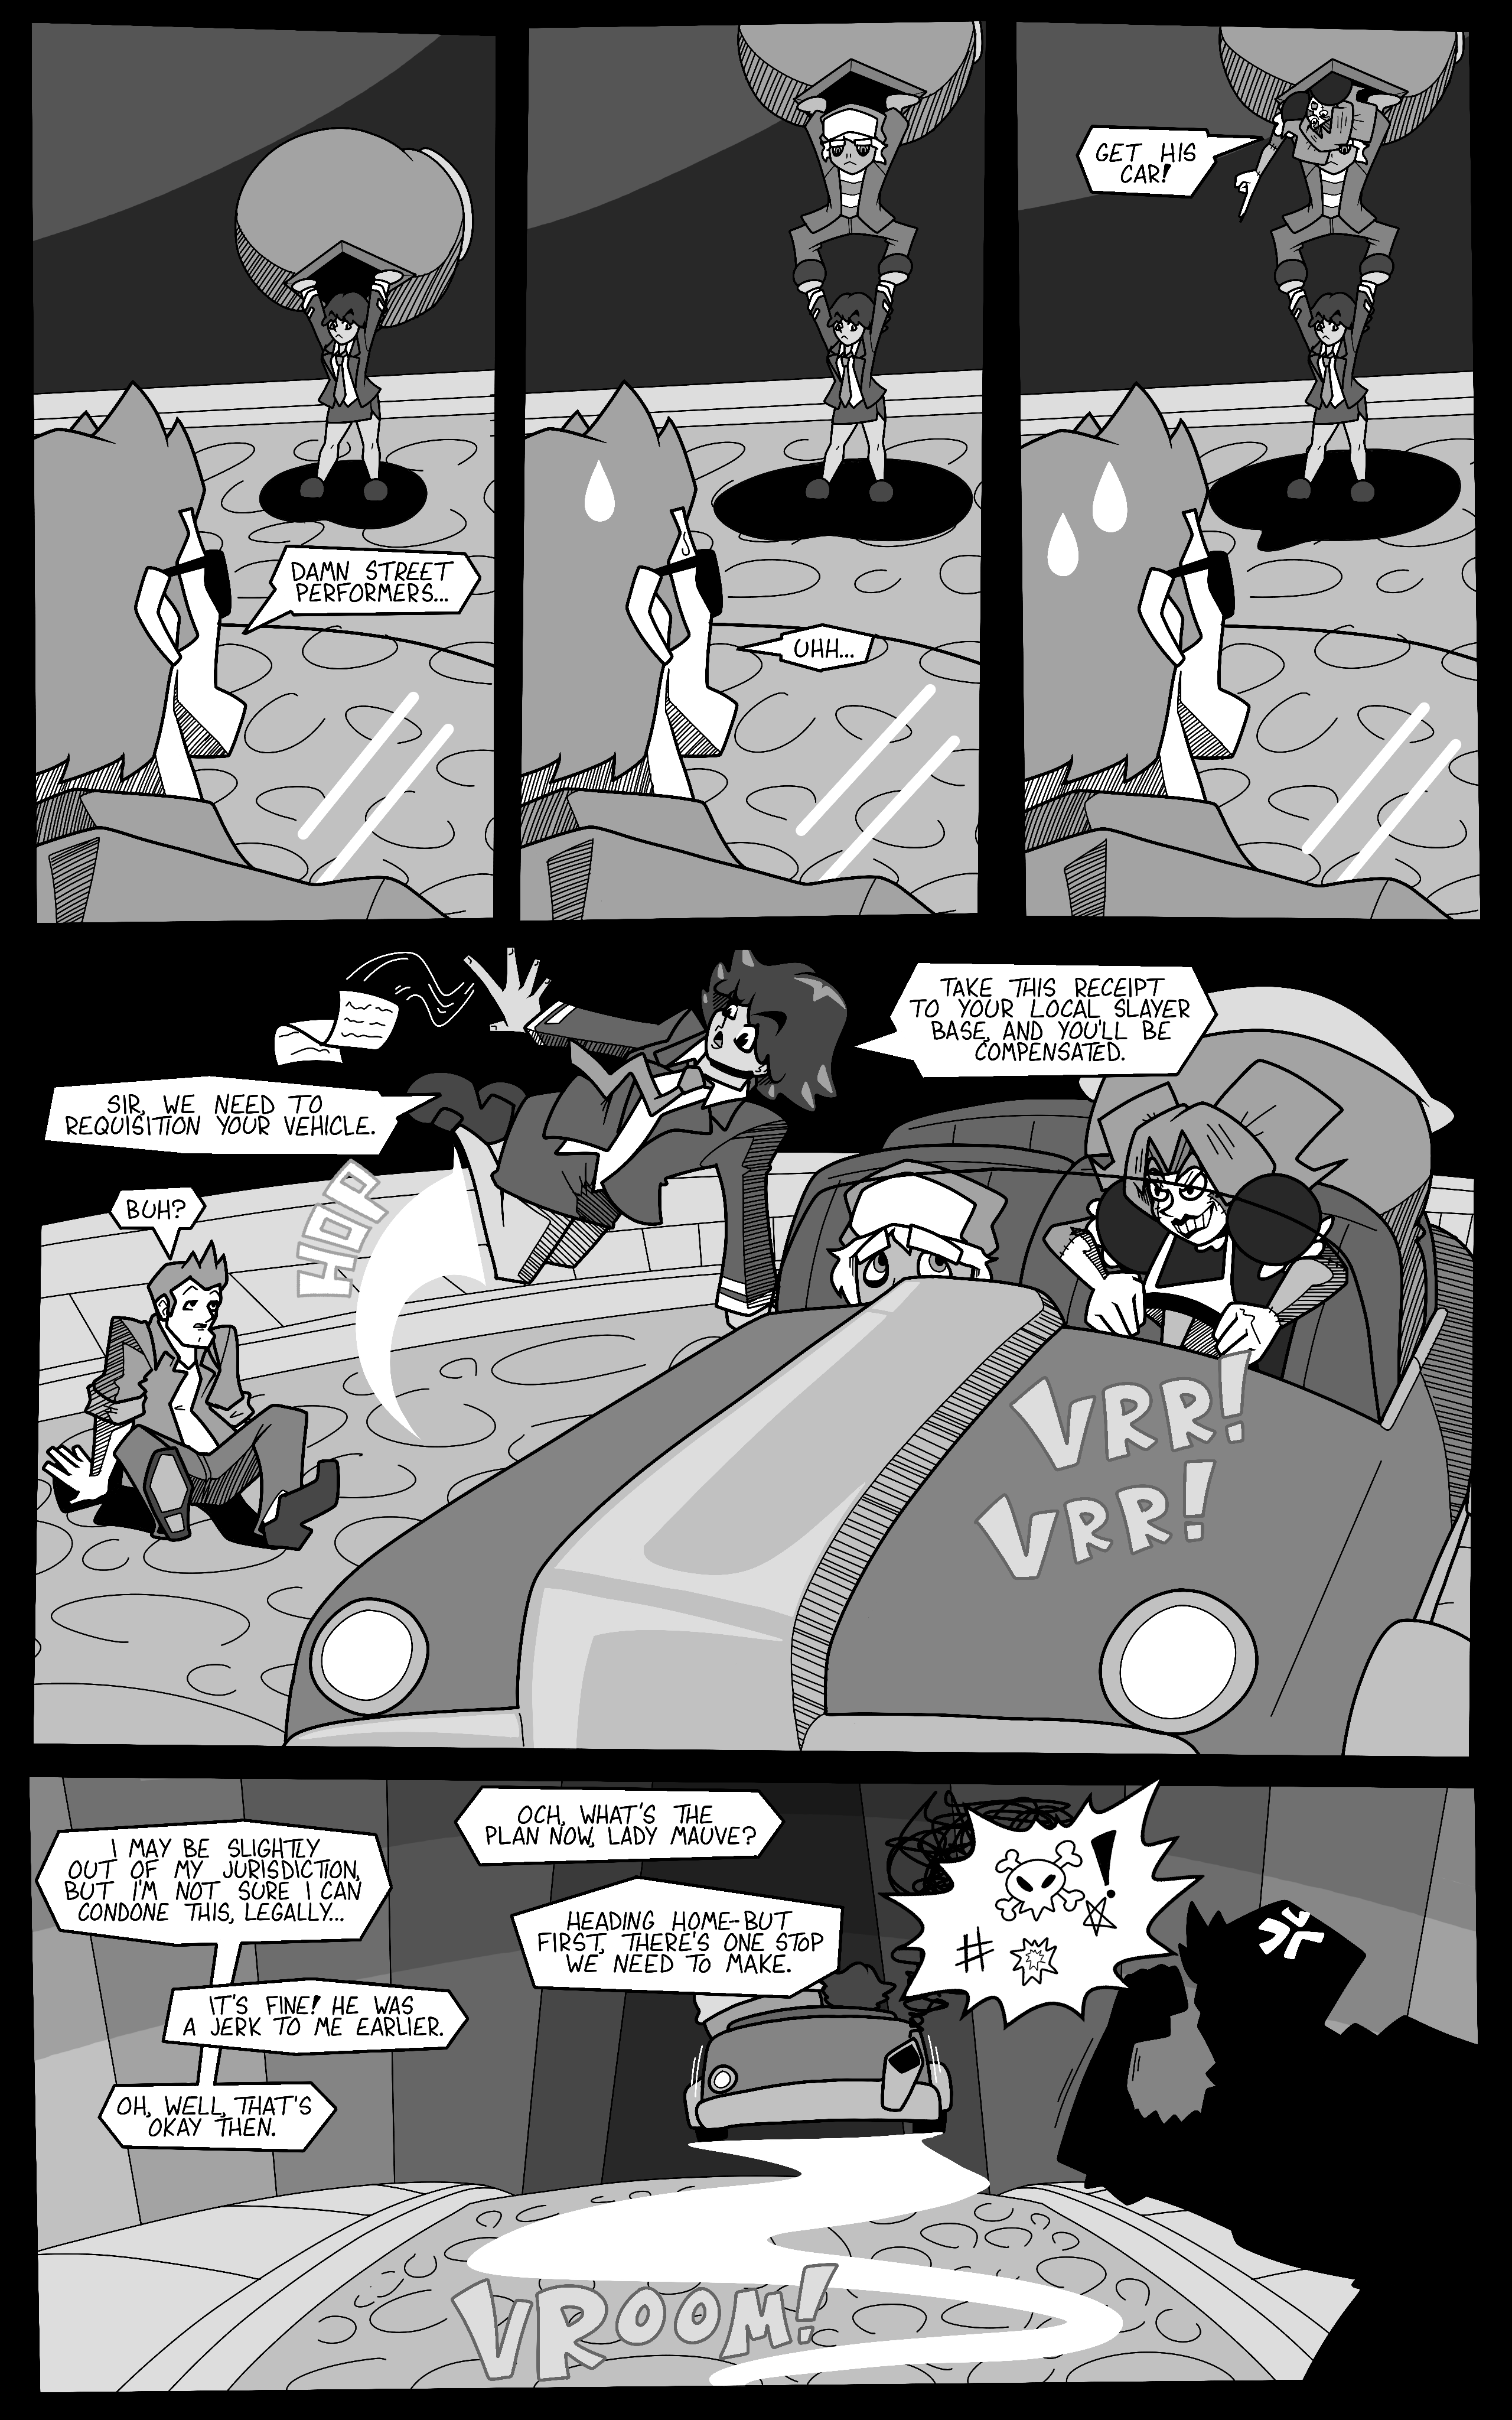 DAMN STREET
PERFORMERS...
UHH...
GET HIS
CAR!
SIR, WE NEED TO
REQUISITION YOUR VEHICLE.
TAKE THIS RECEIPT
TO YOUR LOCAL SLAYER
BASE, AND YOU'LL BE
COMPENSATED.
BUH?
HOP
VRR!
VRR!
I MAY BE SLIGHTLY
OUT OF MY JURISDICTION,
BUT I'M NOT SURE I CAN
CONDONE THIS, LEGALLY...
IT'S FINE! HE WAS
A JERK TO ME EARLIER.
OH, WELL, THAT'S
OKAY THEN.
OCH, WHAT'S THE
PLAN NOW, LADY MAUVE?
HEADING HOME-BUT
FIRST, THERE'S ONE STOP
WE NEED TO MAKE.
!
#
VROOM!